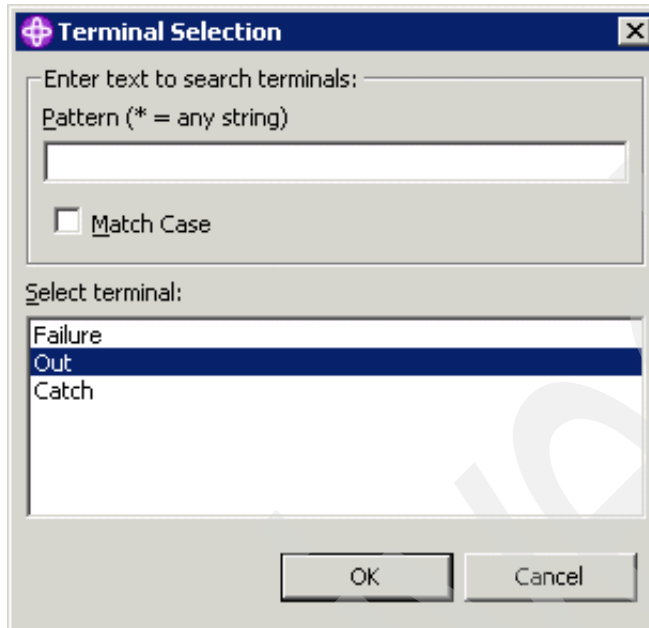 Terminal Selection
Enter text to search terminals:
Pattern (* = any string)
Match Case
Select terminal:
Failure
Out
Catch
OK Cancel